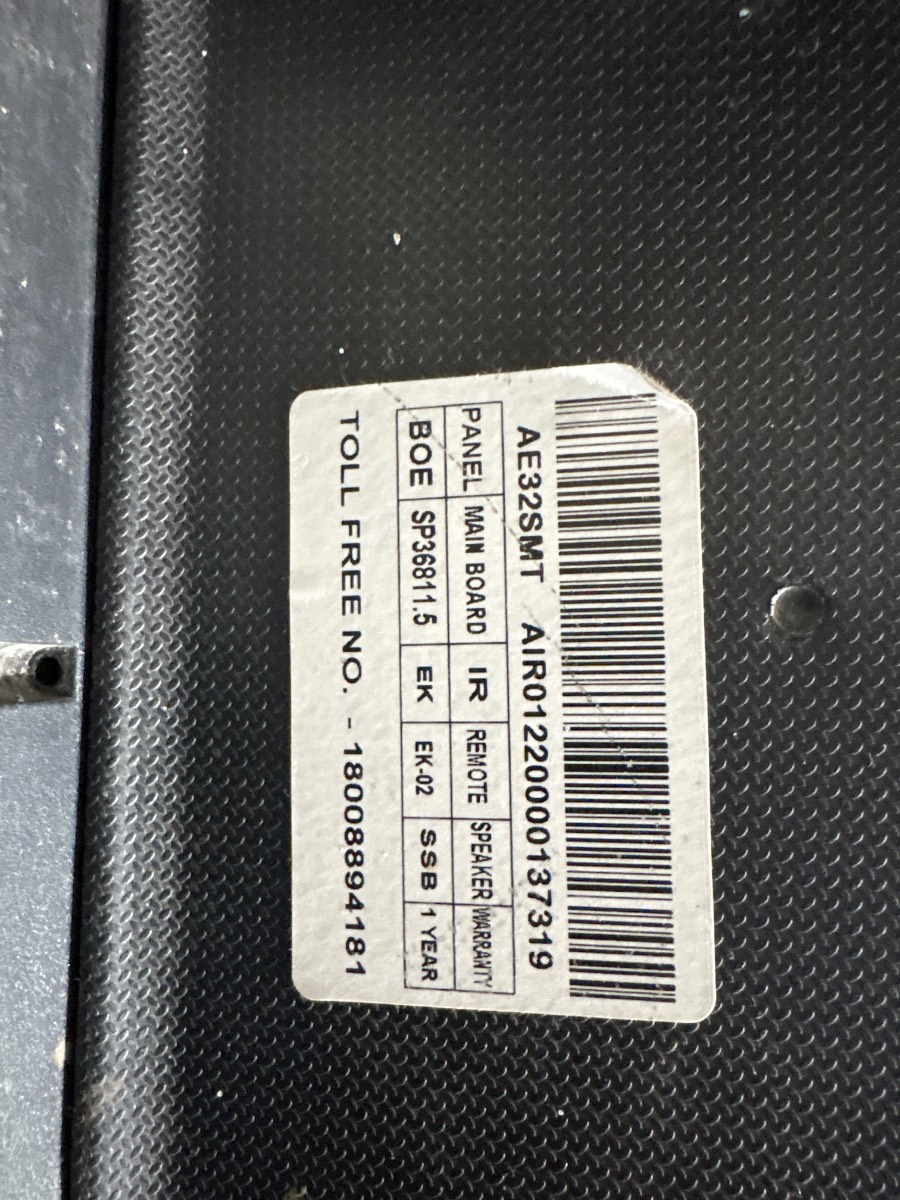 AE32SMT AIR01220000137319
PANEL MAIN BOARD IR REMOTE SPEAKER WARRANTY
BOE SP36811.5 EK EK-02 SSB 1 YEAR
TOLL FREE NO. - 18008894181